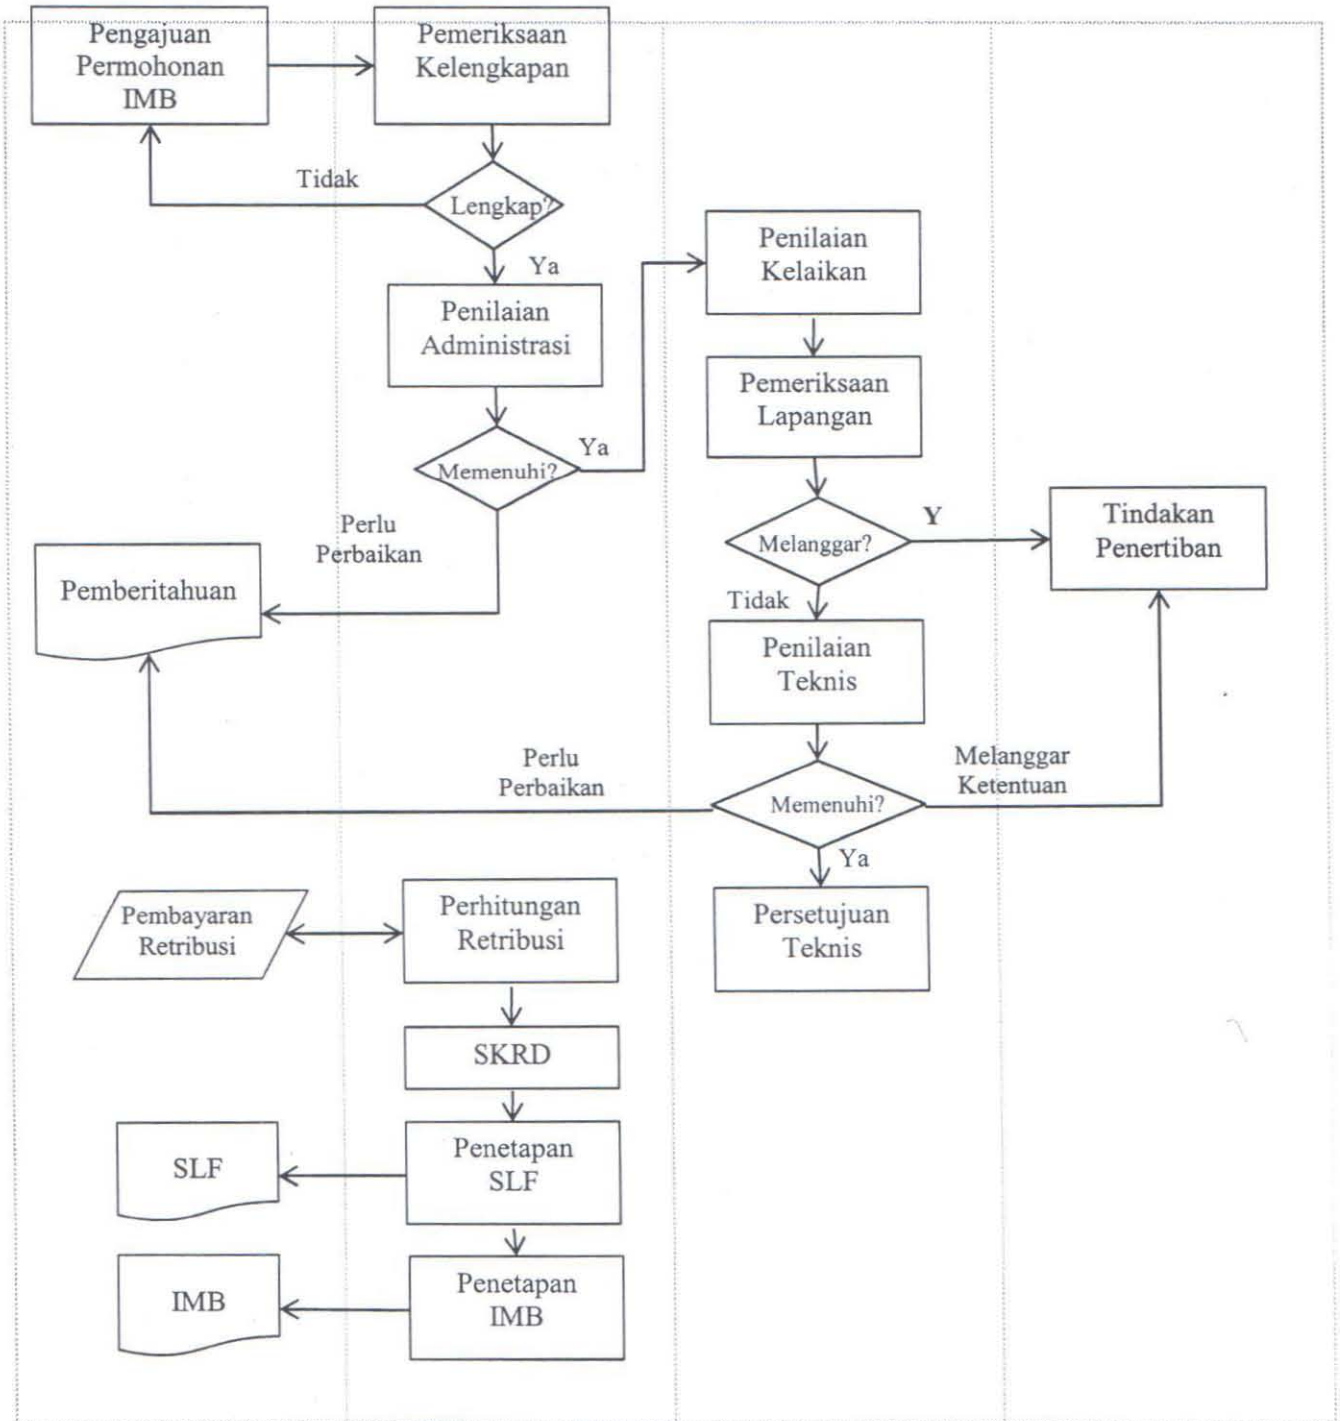 Pengajuan
Permohonan
IMB
Pemeriksaan
Kelengkapan
Tidak
Lengkap?
Ya
Penilaian
Administrasi
Penilaian
Kelaikan
Pemeriksaan
Lapangan
Memenuhi?
Ya
Perlu
Perbaikan
Pemberitahuan
Melanggar?
Y
Tindakan
Penertiban
Tidak
Penilaian
Teknis
Perlu
Perbaikan
Memenuhi?
Melanggar
Ketentuan
Ya
Persetujuan
Teknis
Pembayaran
Retribusi
Perhitungan
Retribusi
SKRD
SLF
Penetapan
SLF
IMB
Penetapan
IMB